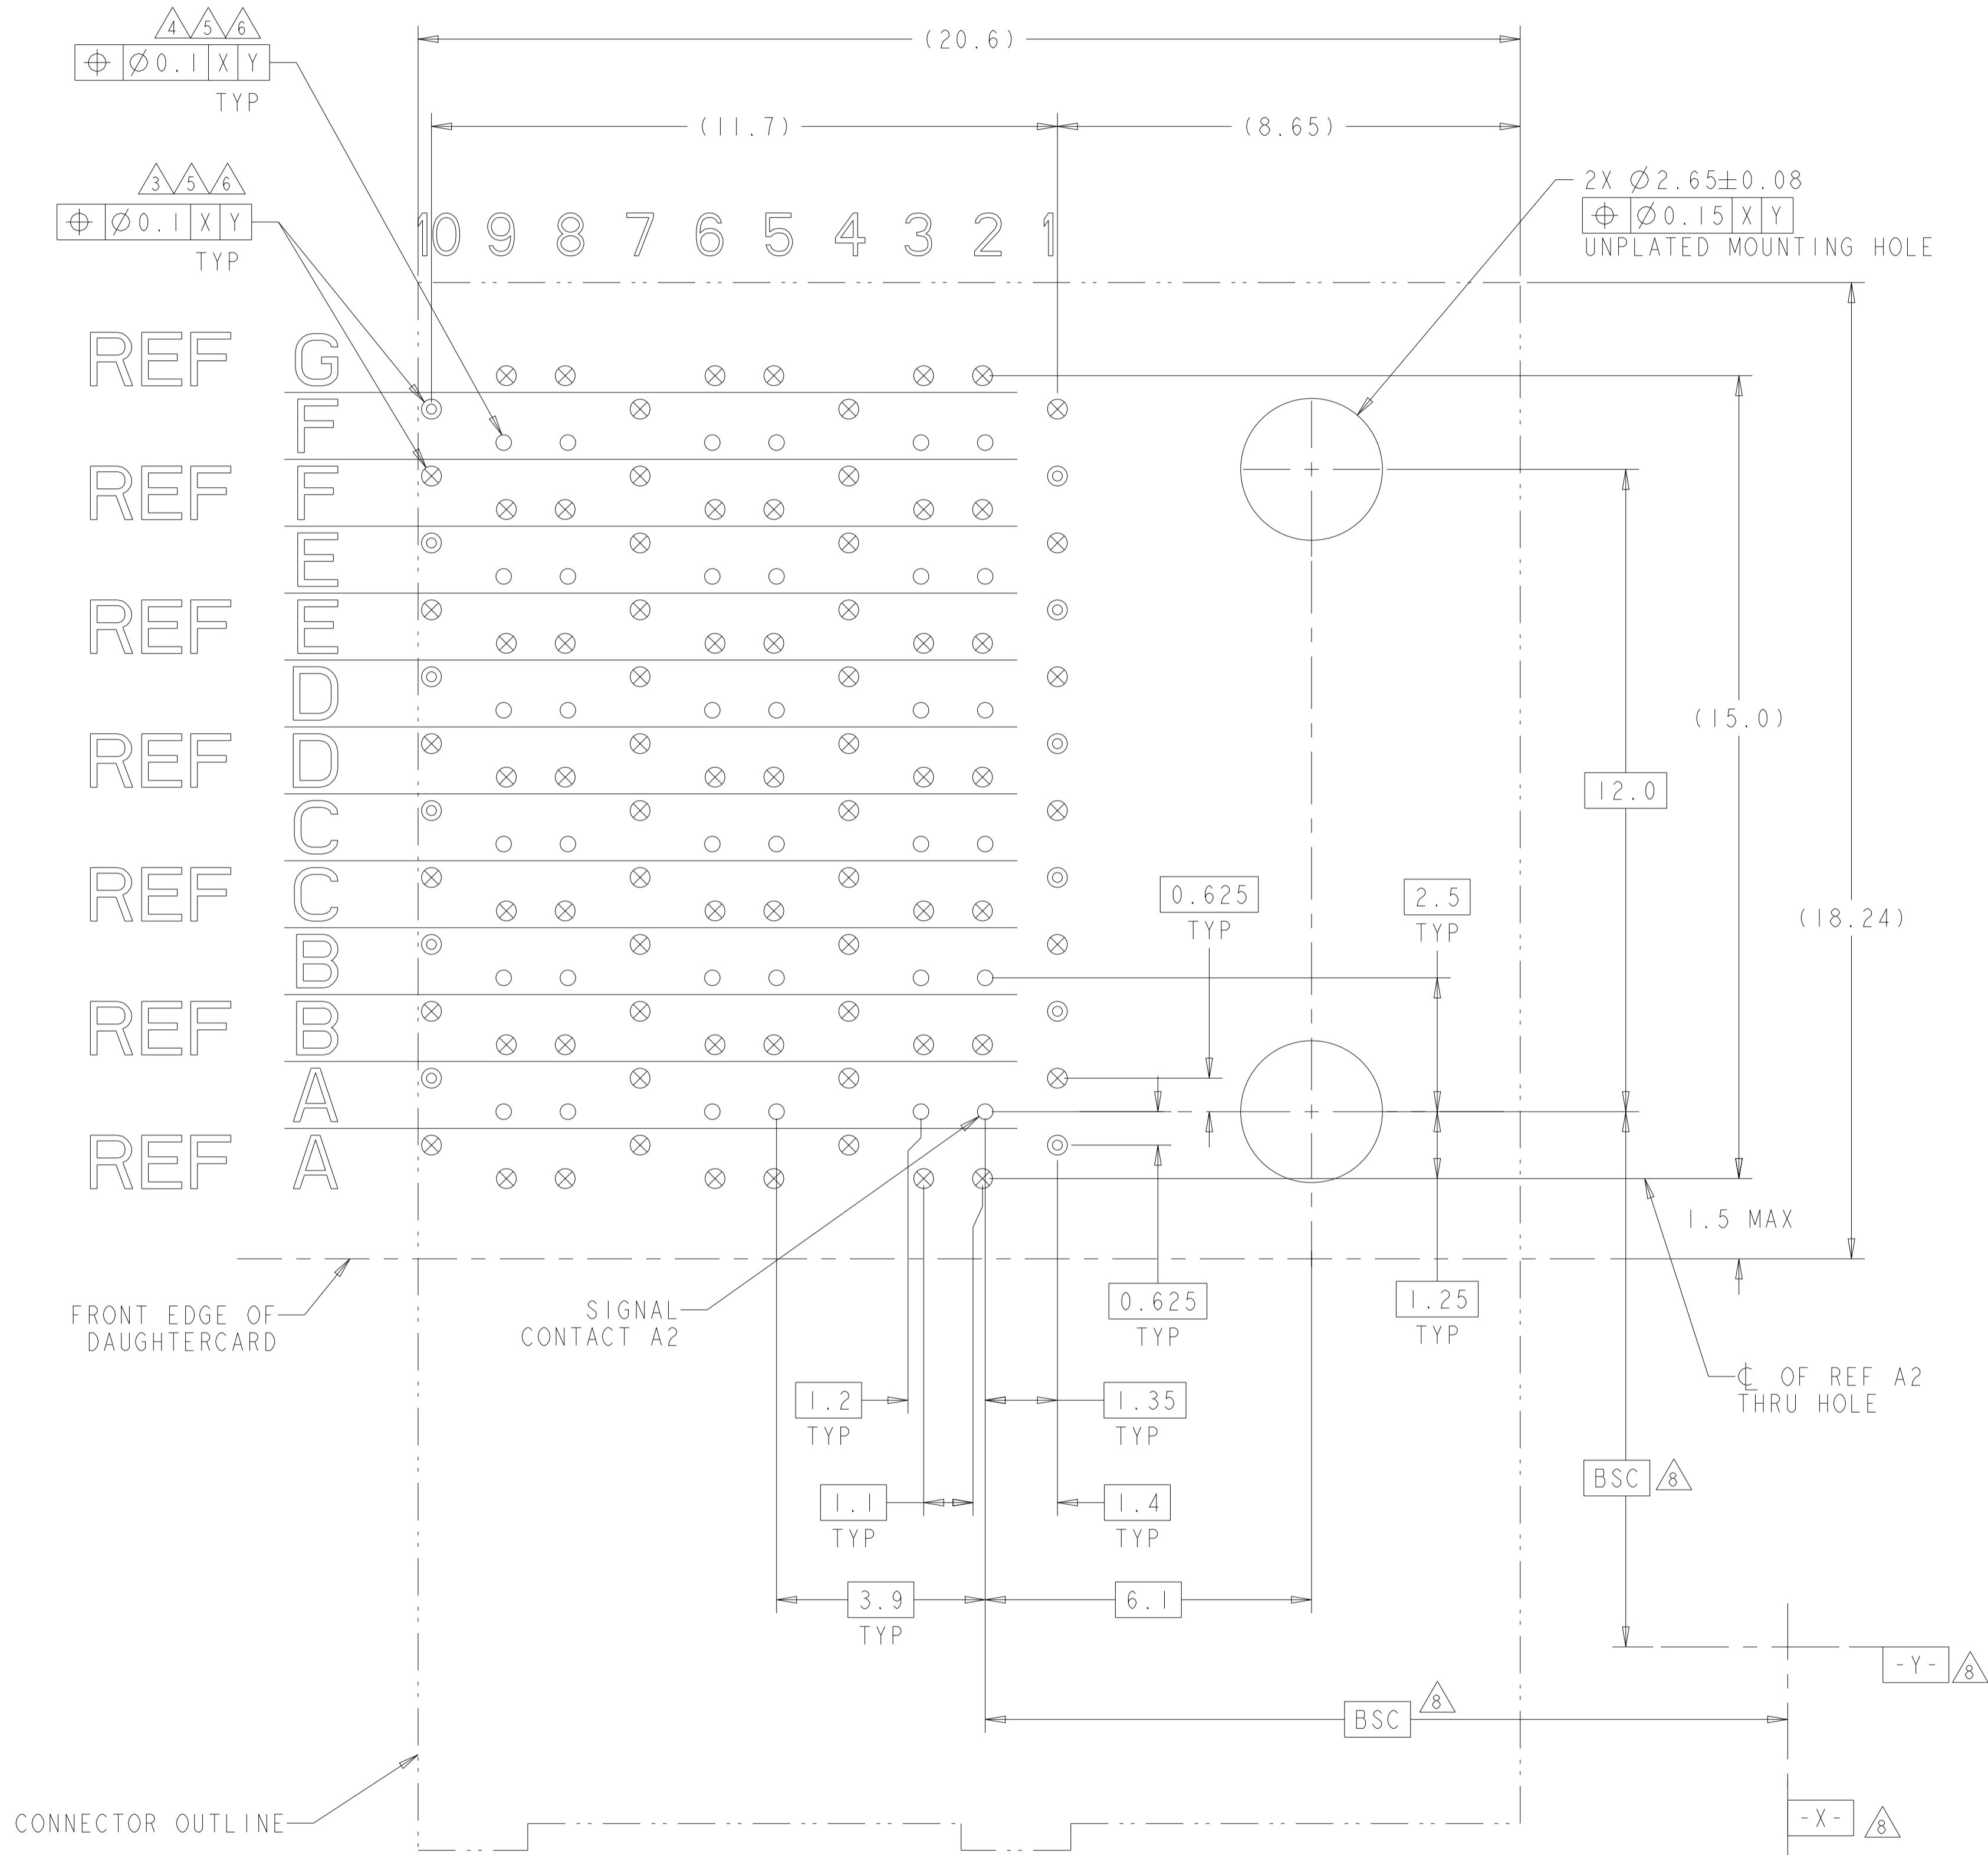 4 5 6
⌖ Ø0.1 X Y
TYP
(20.6)
(11.7)
(8.65)
3 5 6
⌖ Ø0.1 X Y
TYP
2X Ø2.65±0.08
⌖ Ø0.15 X Y
UNPLATED MOUNTING HOLE
10 9 8 7 6 5 4 3 2 1
REF G
F
REF F
E
REF E
D
REF D
C
REF C
B
REF B
A
REF A
(15.0)
12.0
(18.24)
0.625
TYP
2.5
TYP
1.5 MAX
FRONT EDGE OF
DAUGHTERCARD
SIGNAL
CONTACT A2
0.625
TYP
1.25
TYP
℄ OF REF A2
THRU HOLE
1.2
TYP
1.35
TYP
1.1
TYP
1.4
TYP
BSC 8
3.9
TYP
6.1
-Y- 8
BSC 8
-X- 8
CONNECTOR OUTLINE